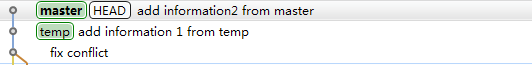 master HEAD add information2 from master
temp add information 1 from temp
fix conflict